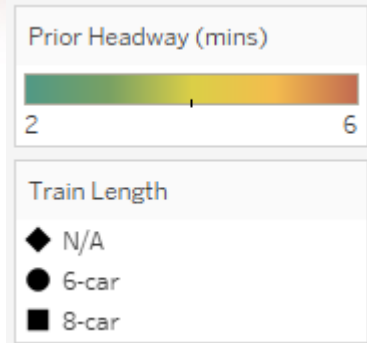 Prior Headway (mins)
2 6
Train Length
N/A
6-car
8-car